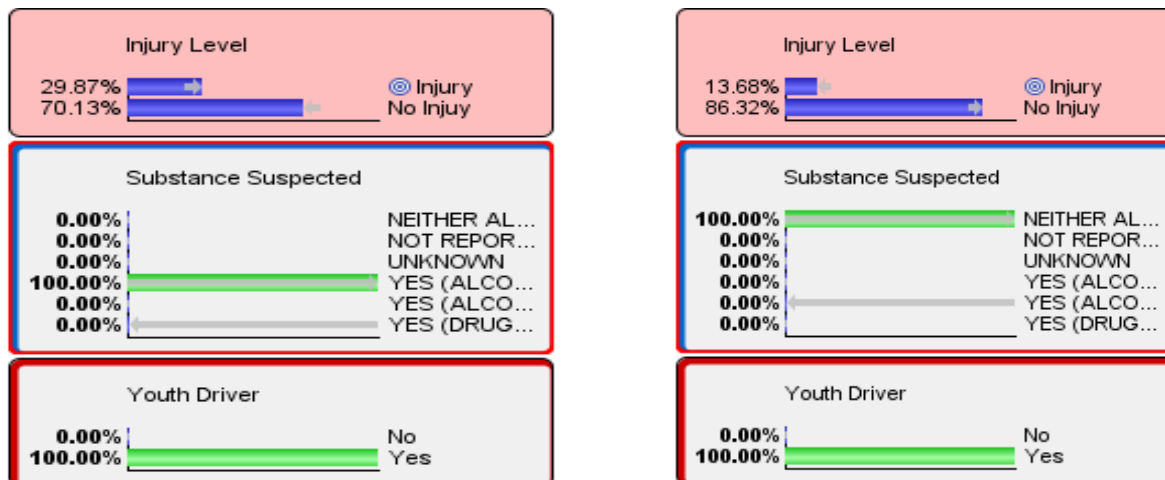 Injury Level
29.87% Injury
70.13% No Injuy
Substance Suspected
0.00% NEITHER AL...
0.00% NOT REPOR...
0.00% UNKNOWN
100.00% YES (ALCO...
0.00% YES (ALCO...
0.00% YES (DRUG...
Youth Driver
0.00% No
100.00% Yes
Injury Level
13.68% Injury
86.32% No Injuy
Substance Suspected
100.00% NEITHER AL...
0.00% NOT REPOR...
0.00% UNKNOWN
0.00% YES (ALCO...
0.00% YES (ALCO...
0.00% YES (DRUG...
Youth Driver
0.00% No
100.00% Yes